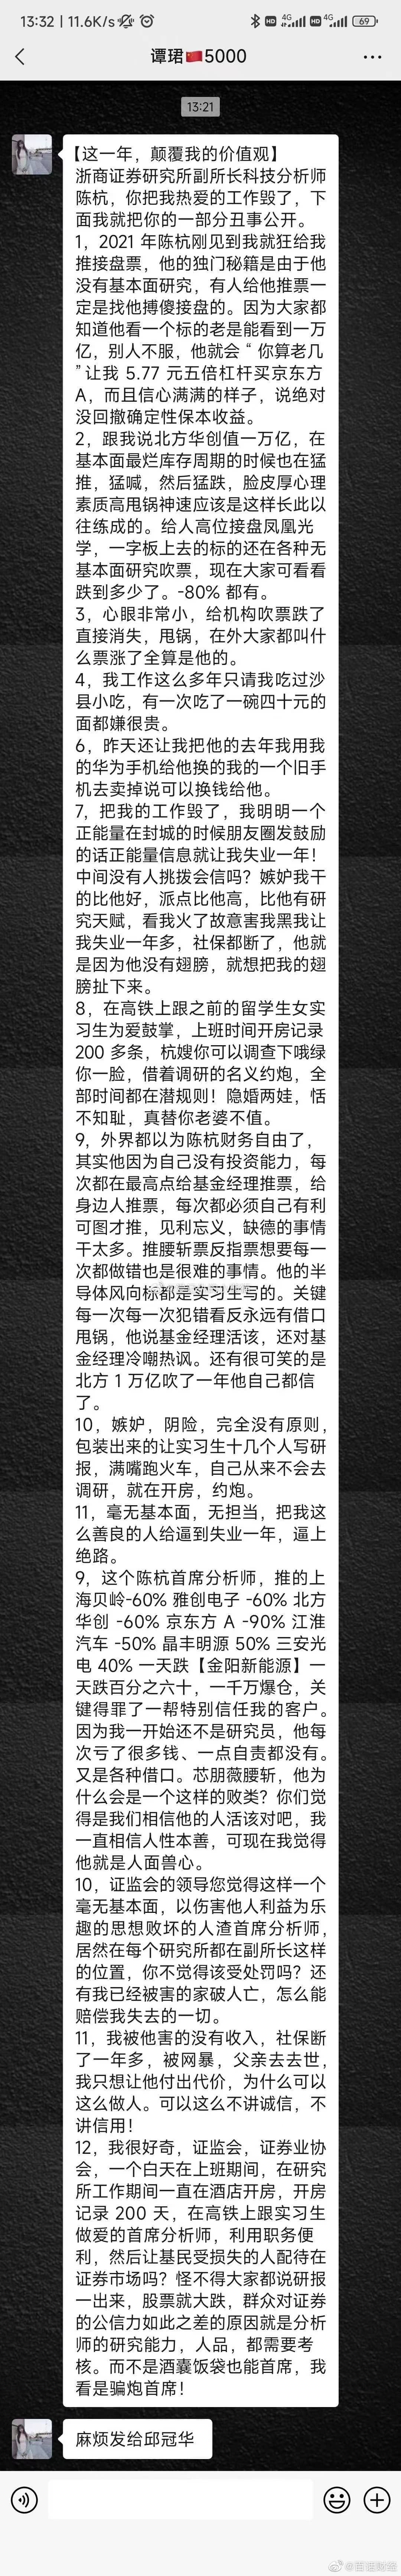 13:32 | 11.6K/s
4G
4G
69
谭珺🇨🇳5000
13:21
【这一年，颠覆我的价值观】
浙商证券研究所副所长科技分析师
陈杭，你把我热爱的工作毁了，下
面我就把你的一部分丑事公开。
1，2021 年陈杭刚见到我就狂给我
推接盘票，他的独门秘籍是由于他
没有基本面研究，有人给他推票一
定是找他搏傻接盘的。因为大家都
知道他看一个标的老是能看到一万
亿，别人不服，他就会 “ 你算老几
”让我 5.77 元五倍杠杆买京东方
A，而且信心满满的样子，说绝对
没回撤确定性保本收益。
2，跟我说北方华创值一万亿，在
基本面最烂库存周期的时候也在猛
推，猛喊，然后猛跌，脸皮厚心理
素质高甩锅神速应该是这样长此以
往练成的。给人高位接盘凤凰光
学，一字板上去的标的还在各种无
基本面研究吹票，现在大家可看看
跌到多少了。-80% 都有。
3，心眼非常小，给机构吹票跌了
直接消失，甩锅，在外大家都叫什
么票涨了全算是他的。
4，我工作这么多年只请我吃过沙
县小吃，有一次吃了一碗四十元的
面都嫌很贵。
6，昨天还让我把他的去年我用我
的华为手机给他换的我的一个旧手
机去卖掉说可以换钱给他。
7，把我的工作毁了，我明明一个
正能量在封城的时候朋友圈发鼓励
的话正能量信息就让我失业一年！
中间没有人挑拨会信吗？嫉妒我干
的比他好，派点比他高，比他有研
究天赋，看我火了故意害我黑我让
我失业一年多，社保都断了，他就
是因为他没有翅膀，就想把我的翅
膀扯下来。
8，在高铁上跟之前的留学生女实
习生为爱鼓掌，上班时间开房记录
200 多条，杭嫂你可以调查下哦绿
你一脸，借着调研的名义约炮，全
部时间都在潜规则！隐婚两娃，恬
不知耻，真替你老婆不值。
9，外界都以为陈杭财务自由了，
其实他因为自己没有投资能力，每
次都在最高点给基金经理推票，给
身边人推票，每次都必须自己有利
可图才推，见利忘义，缺德的事情
干太多。推腰斩票反指票想要每一
次都做错也是很难的事情。他的半
导体风向标都是实习生写的。关键
每一次每一次犯错看反永远有借口
甩锅，他说基金经理活该，还对基
金经理冷嘲热讽。还有很可笑的是
北方 1 万亿吹了一年他自己都信
了。
10，嫉妒，阴险，完全没有原则，
包装出来的让实习生十几个人写研
报，满嘴跑火车，自己从来不会去
调研，就在开房，约炮。
11，毫无基本面，无担当，把我这
么善良的人给逼到失业一年，逼上
绝路。
9，这个陈杭首席分析师，推的上
海贝岭-60% 雅创电子 -60% 北方
华创 -60% 京东方 A -90% 江淮
汽车 -50% 晶丰明源 50% 三安光
电 40% 一天跌【金阳新能源】一
天跌百分之六十，一千万爆仓，关
键得罪了一帮特别信任我的客户。
因为我一开始还不是研究员，他每
次亏了很多钱、一点自责都没有。
又是各种借口。芯朋薇腰斩，他为
什么会是一个这样的败类？你们觉
得是我们相信他的人活该对吧，我
一直相信人性本善，可现在我觉得
他就是人面兽心。
10，证监会的领导您觉得这样一个
毫无基本面，以伤害他人利益为乐
趣的思想败坏的人渣首席分析师，
居然在每个研究所都在副所长这样
的位置，你不觉得该受处罚吗？还
有我已经被害的家破人亡，怎么能
赔偿我失去的一切。
11，我被他害的没有收入，社保断
了一年多，被网暴，父亲去去世，
我只想让他付出代价，为什么可以
这么做人。可以这么不讲诚信，不
讲信用！
12，我很好奇，证监会，证券业协
会，一个白天在上班期间，在研究
所工作期间一直在酒店开房，开房
记录 200 天，在高铁上跟实习生
做爱的首席分析师，利用职务便
利，然后让基民受损失的人配待在
证券市场吗？怪不得大家都说研报
一出来，股票就大跌，群众对证券
的公信力如此之差的原因就是分析
师的研究能力，人品，都需要考
核。而不是酒囊饭袋也能首席，我
看是骗炮首席！
麻烦发给邱冠华